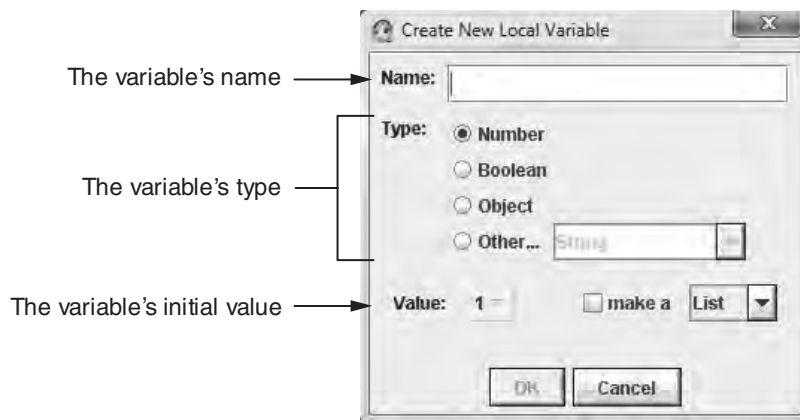 Create New Local Variable
X
The variable's name
Name:
Type:
Number
The variable's type
Boolean
Object
Other... String
The variable's initial value
Value: 1
make a List
OK Cancel